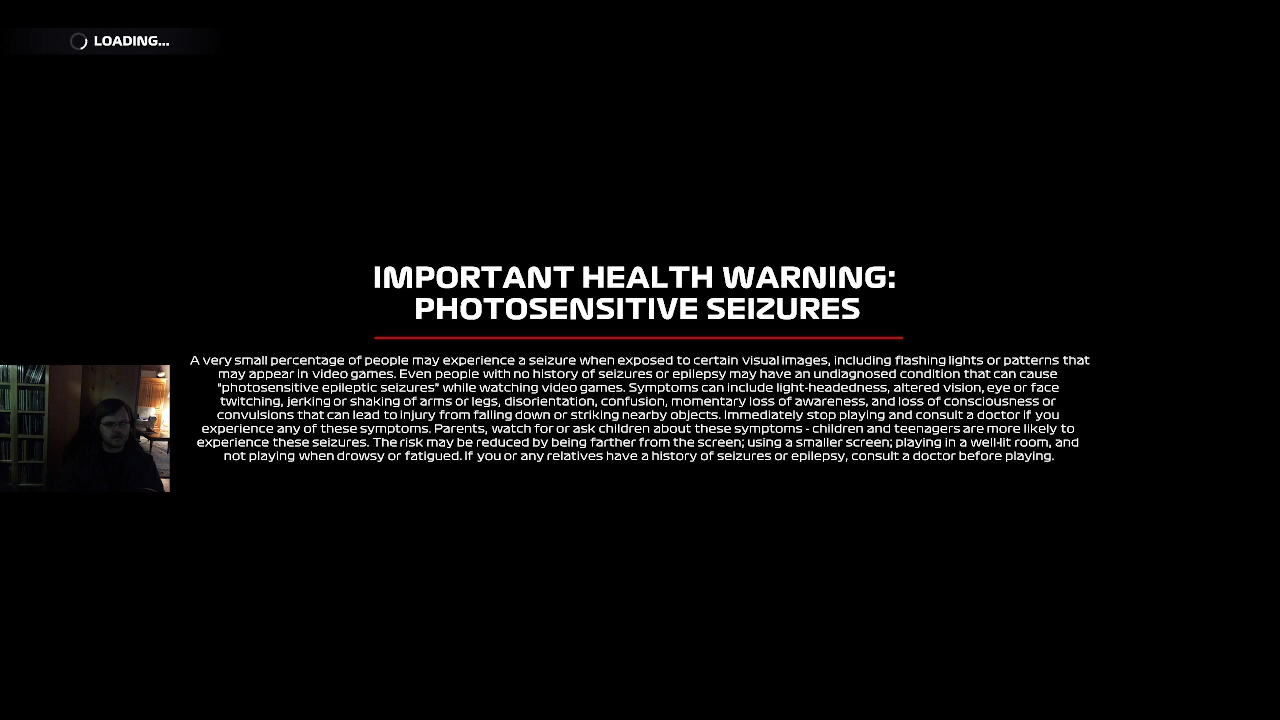 LOADING...
IMPORTANT HEALTH WARNING:
PHOTOSENSITIVE SEIZURES
A very small percentage of people may experience a seizure when exposed to certain visual images, including flashing lights or patterns that
may appear in video games. Even people with no history of seizures or epilepsy may have an undiagnosed condition that can cause
"photosensitive epileptic seizures" while watching video games. Symptoms can include light-headedness, altered vision, eye or face
twitching, jerking or shaking of arms or legs, disorientation, confusion, momentary loss of awareness, and loss of consciousness or
convulsions that can lead to injury from falling down or striking nearby objects. Immediately stop playing and consult a doctor if you
experience any of these symptoms. Parents, watch for or ask children about these symptoms - children and teenagers are more likely to
experience these seizures. The risk may be reduced by being farther from the screen; using a smaller screen; playing in a well-lit room, and
not playing when drowsy or fatigued. If you or any relatives have a history of seizures or epilepsy, consult a doctor before playing.